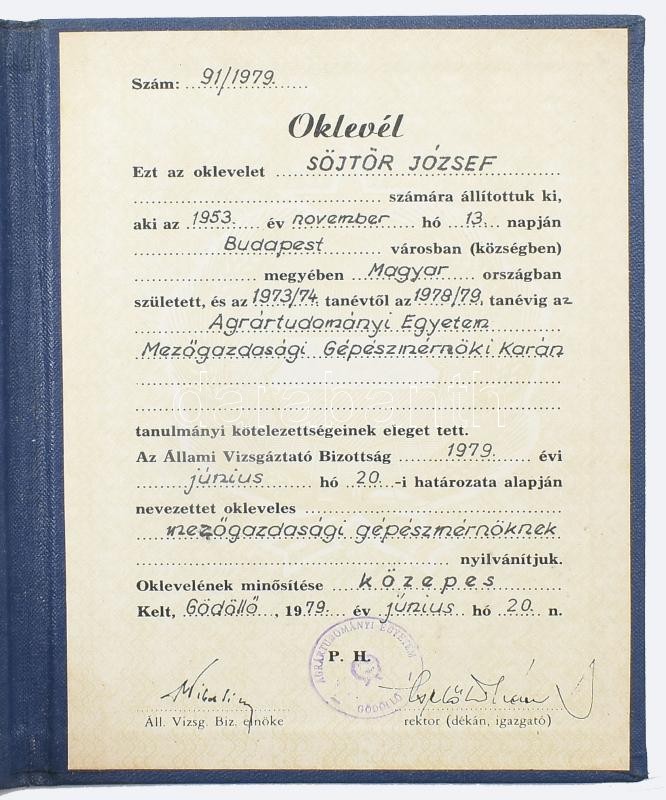 Szám: 91/1979.
Oklevél
Ezt az oklevelet SÖJTÖR JÓZSEF
számára állítottuk ki,
aki az 1953. év november hó 13. napján
Budapest városban (községben)
megyében Magyar országban
született, és az 1973/74. tanévtől az 1978/79. tanévig az
Agrártudományi Egyetem
Mezőgazdasági Gépészmérnöki Karán
darabanth
tanulmányi kötelezettségeinek eleget tett.
Az Állami Vizsgáztató Bizottság 1979. évi
június hó 20. -i határozata alapján
nevezettet okleveles
mezőgazdasági gépészmérnöknek
nyilvánítjuk.
Oklevelének minősítése közepes
Kelt, Gödöllő, 1979. év június hó 20. n.
P. H.
AGRÁRTUDOMÁNYI EGYETEM
GÖDÖLLŐ
Áll. Vizsg. Biz. elnöke rektor (dékán, igazgató)